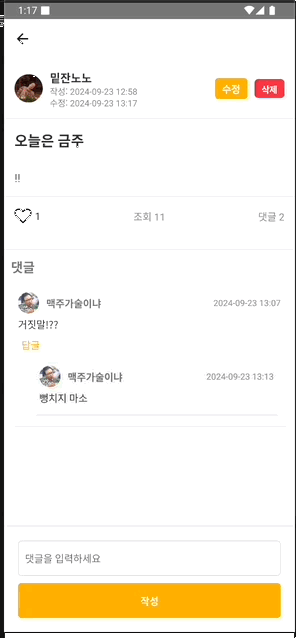 1:17
밑잔노노
작성: 2024-09-23 12:58
수정: 2024-09-23 13:17
수정
삭제
오늘은 금주
!!
1
조회 11
댓글 2
댓글
맥주가술이냐
2024-09-23 13:07
거짓말!??
답글
맥주가술이냐
2024-09-23 13:13
뻥치지 마소
댓글을 입력하세요
작성